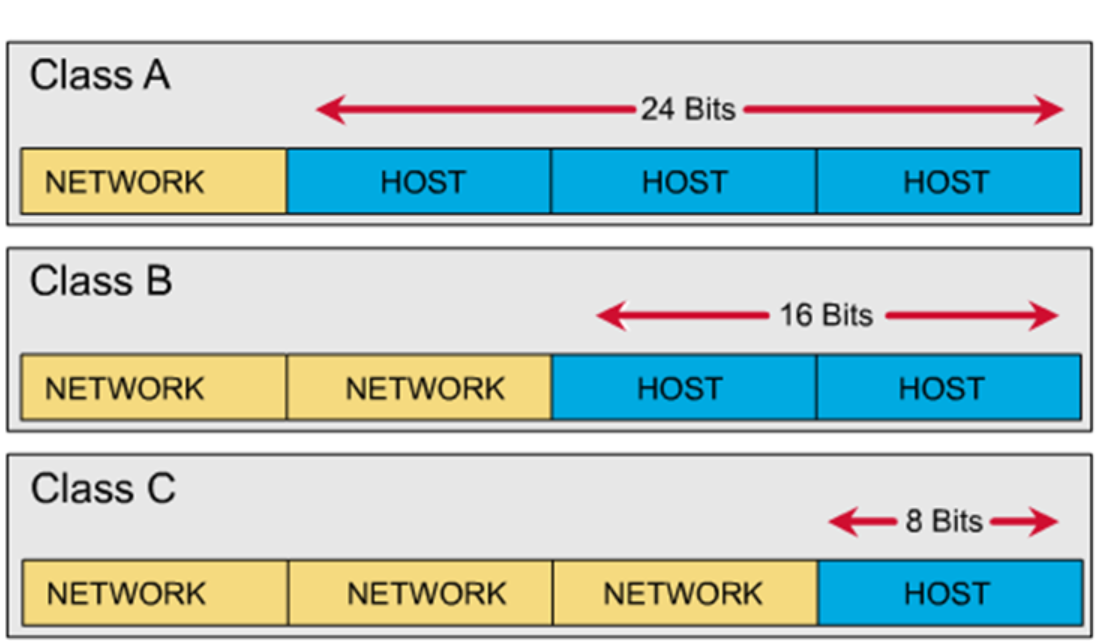 Class A
24 Bits
NETWORK HOST HOST HOST
Class B
16 Bits
NETWORK NETWORK HOST HOST
Class C
8 Bits
NETWORK NETWORK NETWORK HOST